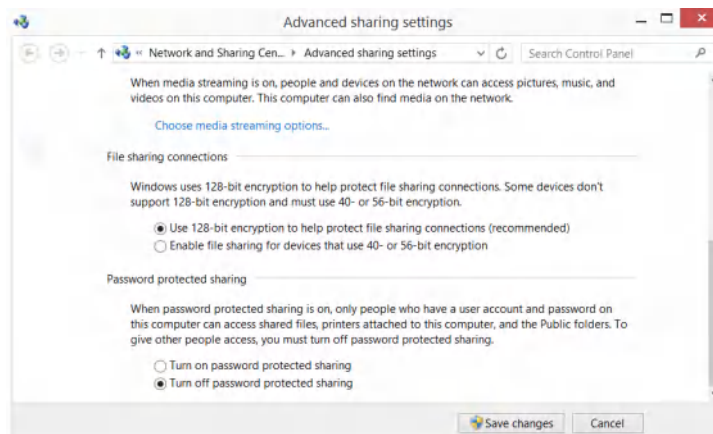 Advanced sharing settings
« Network and Sharing Cen... Advanced sharing settings Search Control Panel
When media streaming is on, people and devices on the network can access pictures, music, and
videos on this computer. This computer can also find media on the network.
Choose media streaming options...
File sharing connections
Windows uses 128-bit encryption to help protect file sharing connections. Some devices don't
support 128-bit encryption and must use 40- or 56-bit encryption.
Use 128-bit encryption to help protect file sharing connections (recommended)
Enable file sharing for devices that use 40- or 56-bit encryption
Password protected sharing
When password protected sharing is on, only people who have a user account and password on
this computer can access shared files, printers attached to this computer, and the Public folders. To
give other people access, you must turn off password protected sharing.
Turn on password protected sharing
Turn off password protected sharing
Save changes Cancel